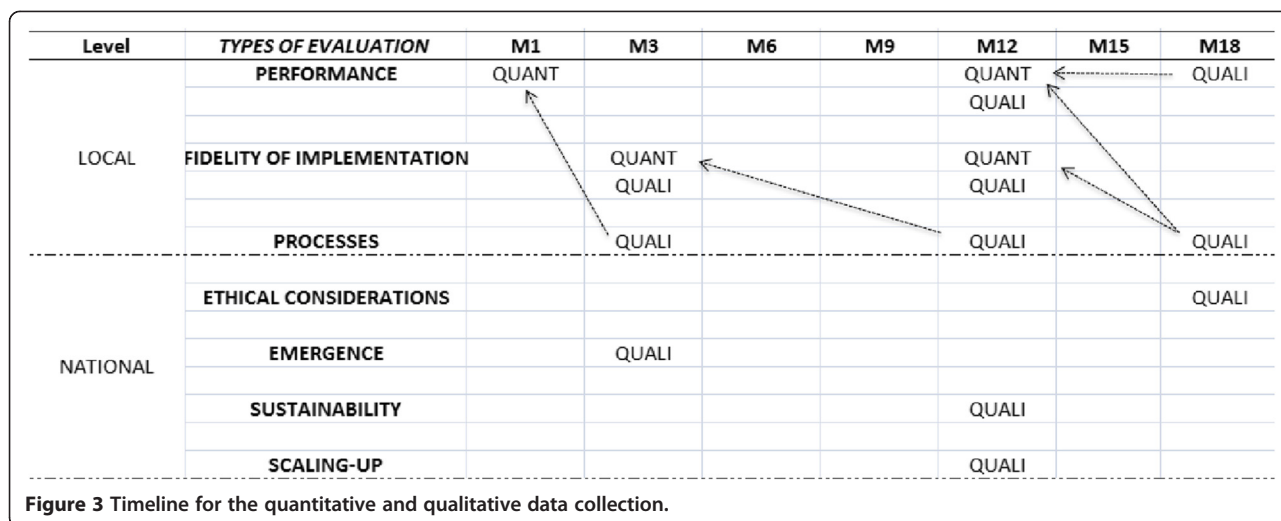 Level TYPES OF EVALUATION M1 M3 M6 M9 M12 M15 M18
PERFORMANCE QUANT QUANT QUALI
QUALI
LOCAL FIDELITY OF IMPLEMENTATION QUANT QUANT
QUALI QUALI
PROCESSES QUALI QUALI QUALI
ETHICAL CONSIDERATIONS QUALI
EMERGENCE QUALI
NATIONAL
SUSTAINABILITY QUALI
SCALING-UP QUALI
Figure 3 Timeline for the quantitative and qualitative data collection.